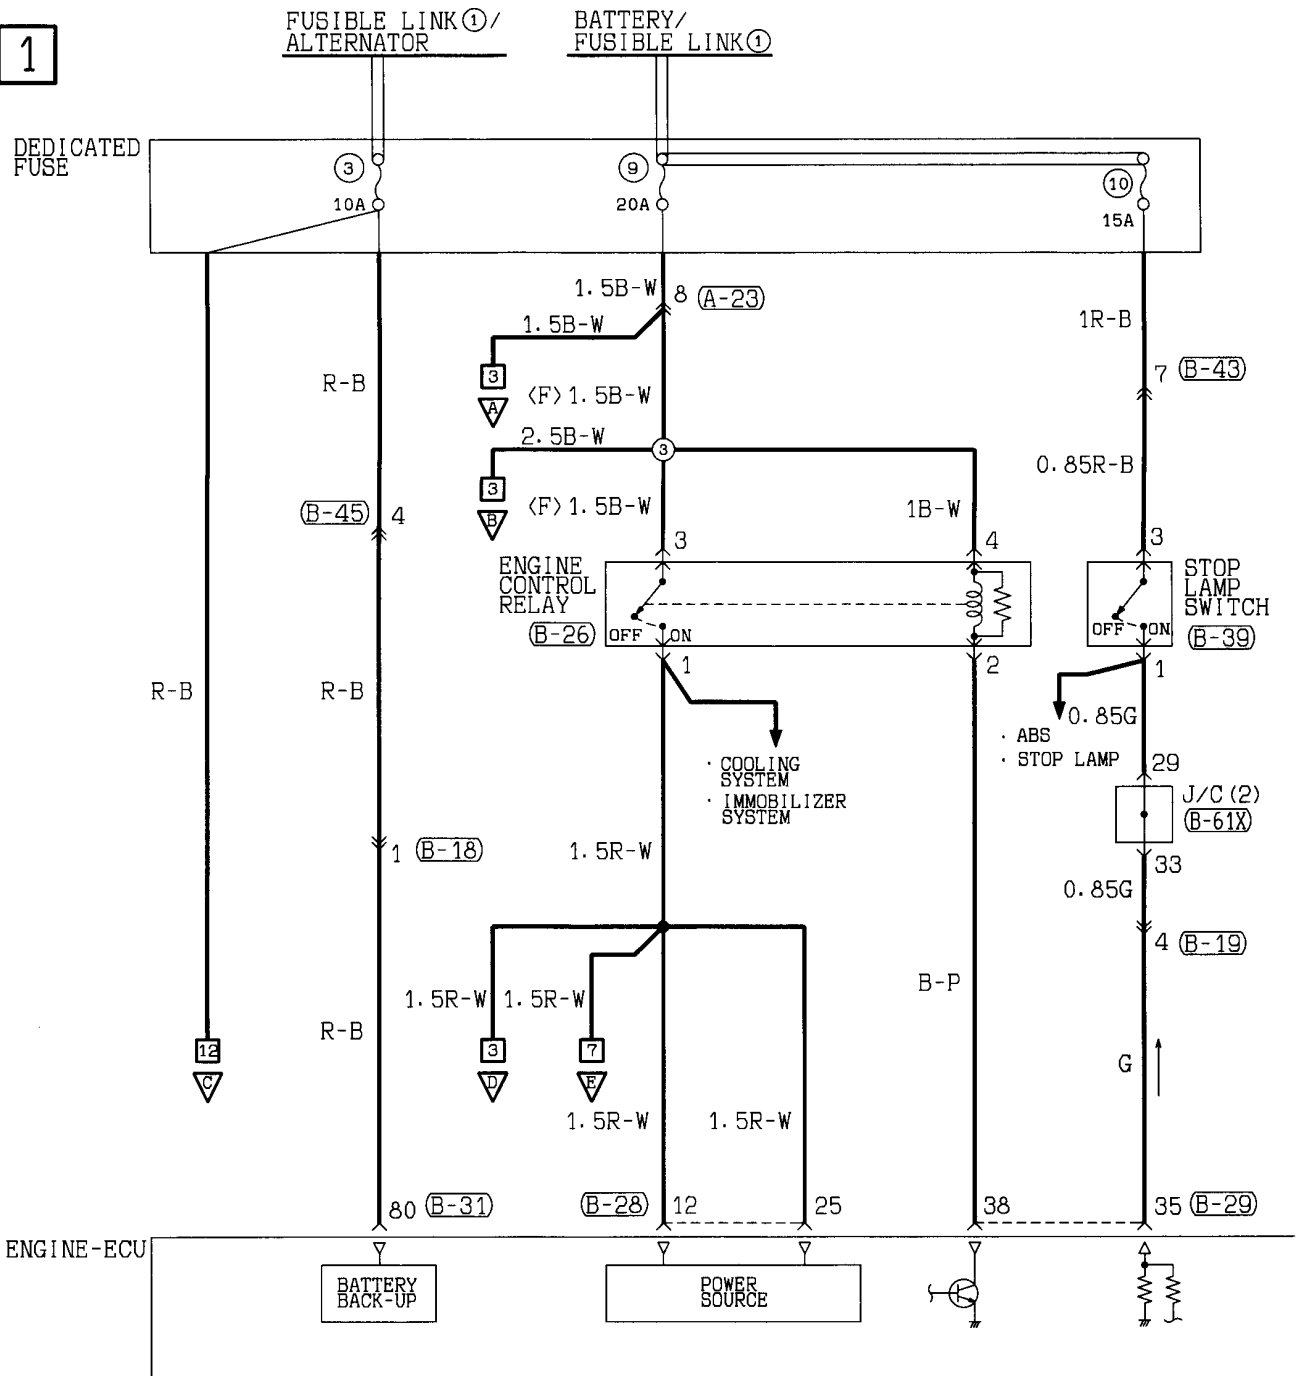 1
FUSIBLE LINK①/
ALTERNATOR
BATTERY/
FUSIBLE LINK①
DEDICATED
FUSE
③
10A
⑨
20A
⑩
15A
1.5B-W
8 (A-23)
1.5B-W
1R-B
3
A
R-B
7 (B-43)
<F>1.5B-W
2.5B-W
③
0.85R-B
3
B
(B-45) 4
<F>1.5B-W
1B-W
3
4
3
ENGINE
CONTROL
RELAY
(B-26)
OFF
ON
STOP
LAMP
SWITCH
(B-39)
OFF
ON
1
2
1
R-B
R-B
0.85G
· ABS
· STOP LAMP
· COOLING
SYSTEM
· IMMOBILIZER
SYSTEM
29
J/C(2)
(B-61X)
1 (B-18)
1.5R-W
33
0.85G
4 (B-19)
B-P
1.5R-W
1.5R-W
R-B
12
C
3
D
7
E
G
1.5R-W
1.5R-W
80 (B-31)
(B-28) 12
25
38
35 (B-29)
ENGINE-ECU
BATTERY
BACK-UP
POWER
SOURCE